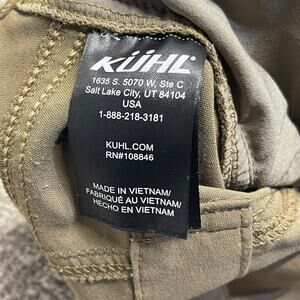 KÜHL
1635 S. 5070 W, Ste C
Salt Lake City, UT 84104
USA
1-888-218-3181
KUHL.COM
RN#108846
MADE IN VIETNAM/
FABRIQUÉ AU VIETNAM/
HECHO EN VIETNAM